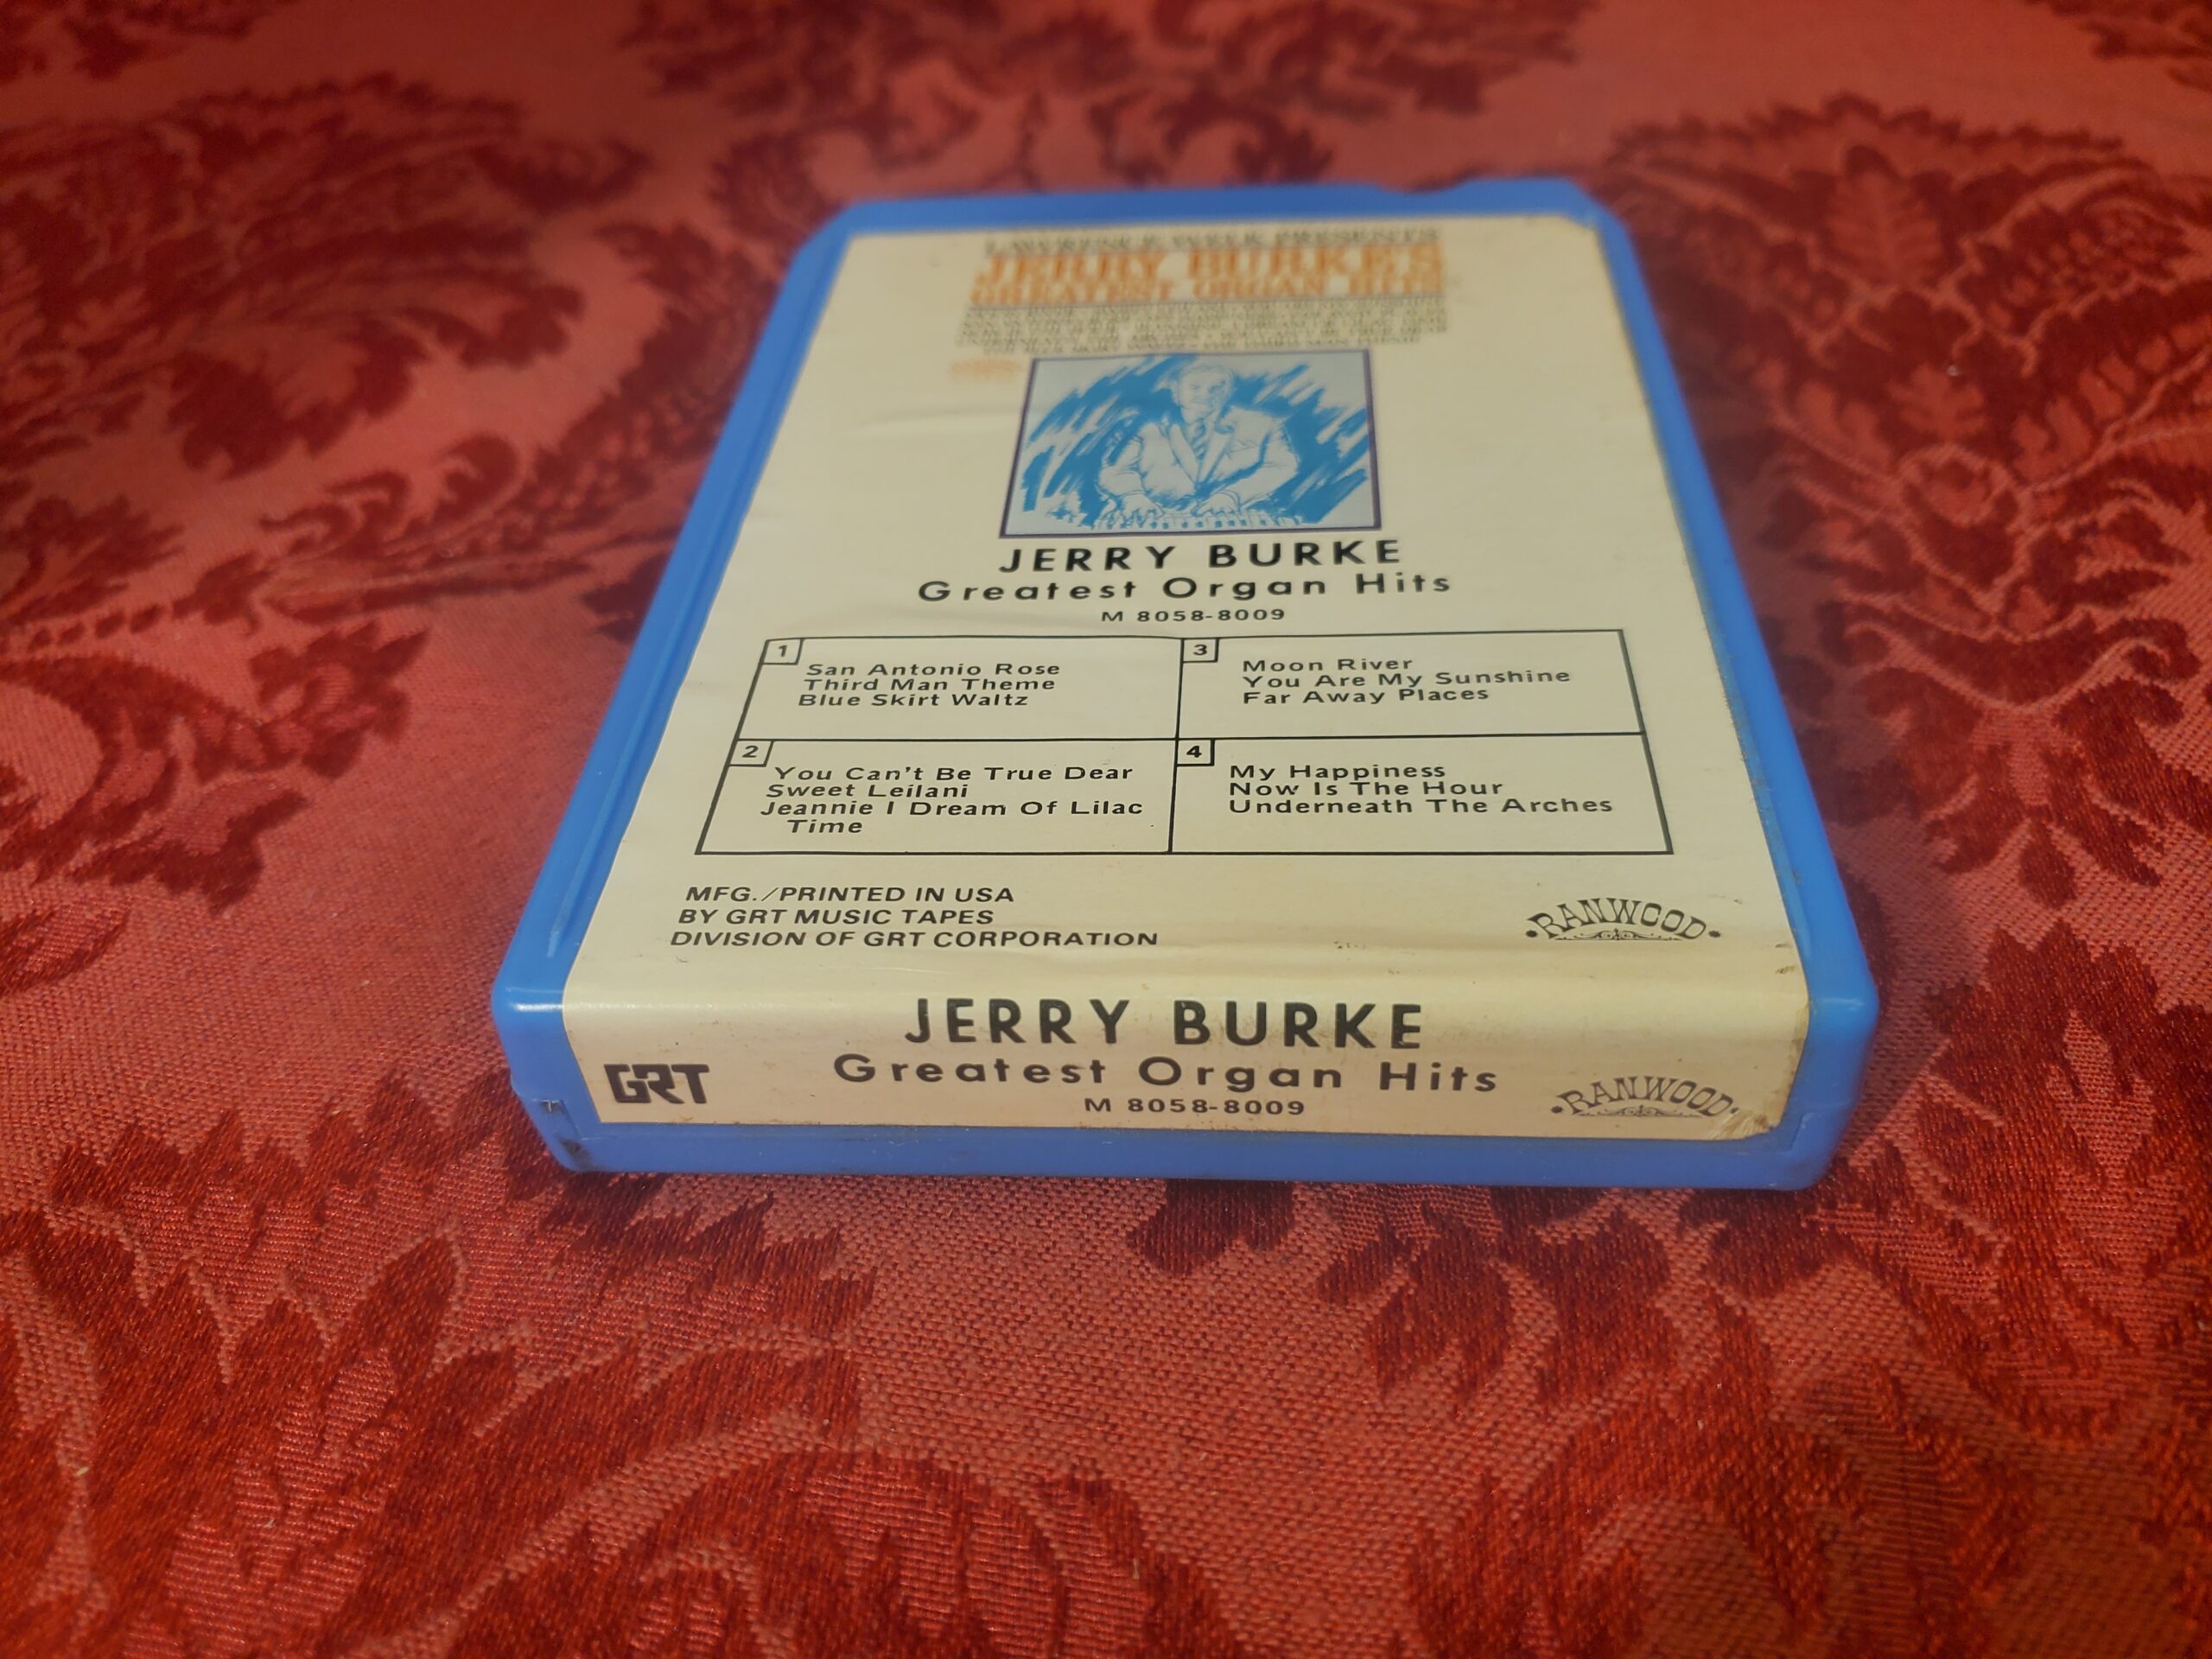 LAWRENCE WELK PRESENTS
JERRY BURKE'S
GREATEST ORGAN HITS
JERRY BURKE
Greatest Organ Hits
M 8058-8009
1
San Antonio Rose
Third Man Theme
Blue Skirt Waltz
2
You Can't Be True Dear
Sweet Leilani
Jeannie I Dream Of Lilac
Time
3
Moon River
You Are My Sunshine
Far Away Places
4
My Happiness
Now Is The Hour
Underneath The Arches
MFG./PRINTED IN USA
BY GRT MUSIC TAPES
DIVISION OF GRT CORPORATION
RANWOOD
JERRY BURKE
Greatest Organ Hits
M 8058-8009
GRT
RANWOOD